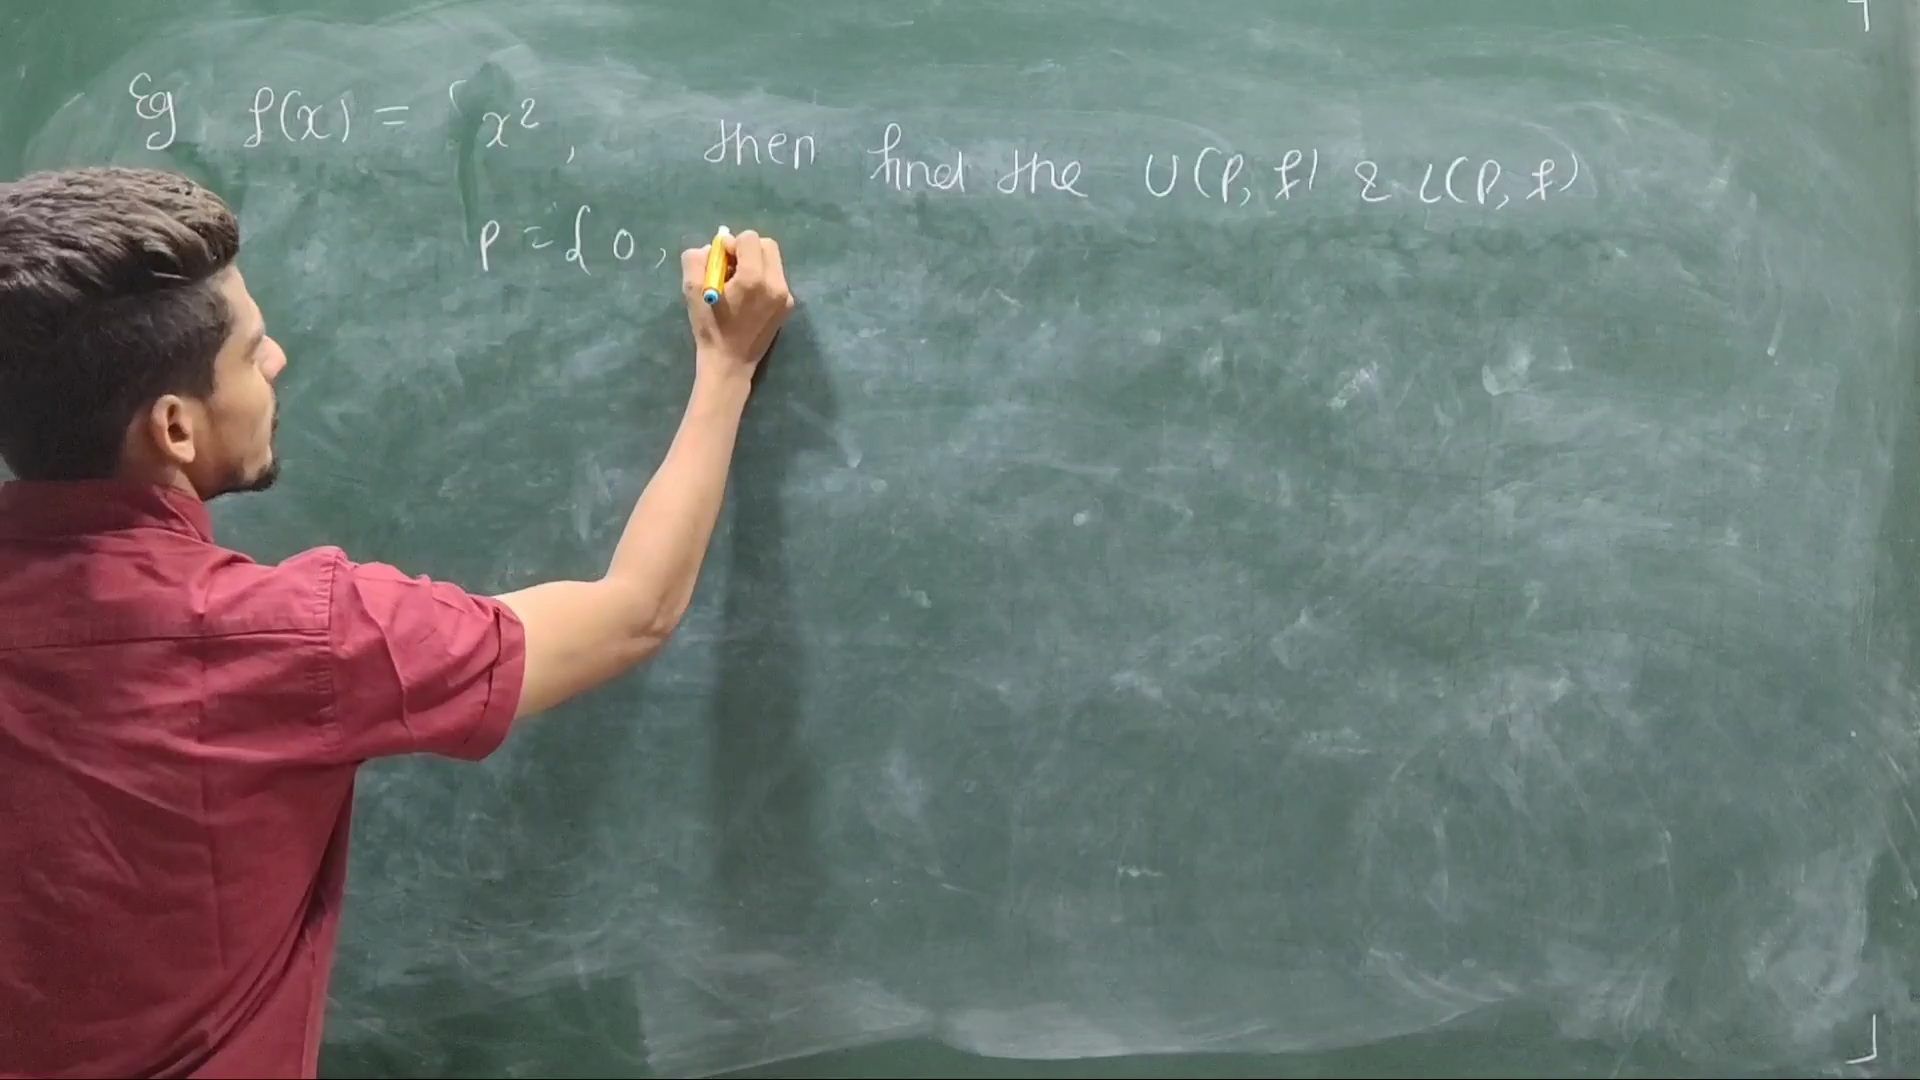 Eg f(x) = x², then find the U(P, f) & L(P, f)
P = { 0,